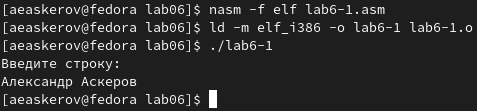 [aeaskerov@fedora lab06]$ nasm -f elf lab6-1.asm
[aeaskerov@fedora lab06]$ ld -m elf_i386 -o lab6-1 lab6-1.o
[aeaskerov@fedora lab06]$ ./lab6-1
Введите строку:
Александр Аскеров
[aeaskerov@fedora lab06]$